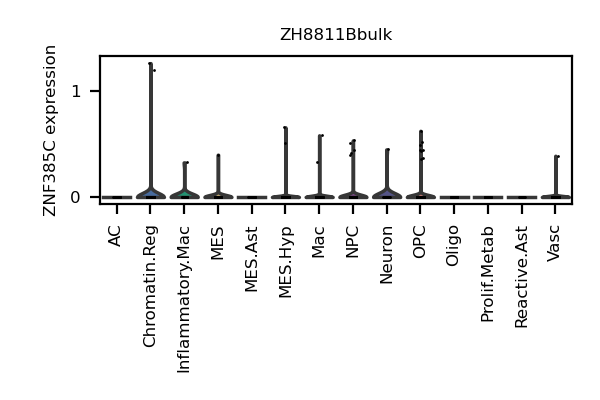 ZH8811Bbulk
ZNF385C expression
1
0
AC
Chromatin.Reg
Inflammatory.Mac
MES
MES.Ast
MES.Hyp
Mac
NPC
Neuron
OPC
Oligo
Prolif.Metab
Reactive.Ast
Vasc